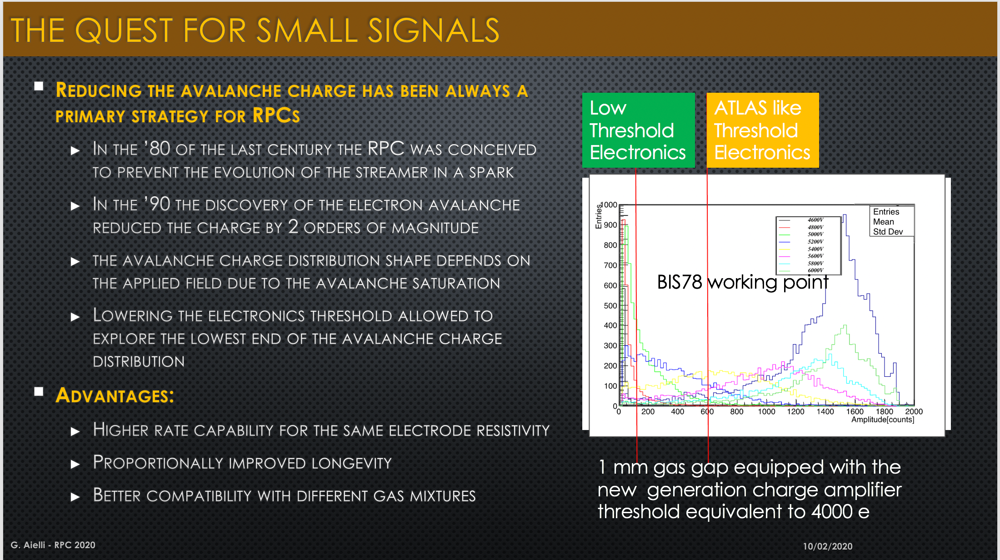 THE QUEST FOR SMALL SIGNALS
REDUCING THE AVALANCHE CHARGE HAS BEEN ALWAYS A
PRIMARY STRATEGY FOR RPCS
IN THE ’80 OF THE LAST CENTURY THE RPC WAS CONCEIVED
TO PREVENT THE EVOLUTION OF THE STREAMER IN A SPARK
IN THE ’90 THE DISCOVERY OF THE ELECTRON AVALANCHE
REDUCED THE CHARGE BY 2 ORDERS OF MAGNITUDE
THE AVALANCHE CHARGE DISTRIBUTION SHAPE DEPENDS ON
THE APPLIED FIELD DUE TO THE AVALANCHE SATURATION
LOWERING THE ELECTRONICS THRESHOLD ALLOWED TO
EXPLORE THE LOWEST END OF THE AVALANCHE CHARGE
DISTRIBUTION
ADVANTAGES:
HIGHER RATE CAPABILITY FOR THE SAME ELECTRODE RESISTIVITY
PROPORTIONALLY IMPROVED LONGEVITY
BETTER COMPATIBILITY WITH DIFFERENT GAS MIXTURES
Low
Threshold
Electronics
ATLAS like
Threshold
Electronics
Entries
1000
900
800
700
600
500
400
300
200
100
0
4600V
4800V
5000V
5200V
5400V
5600V
5800V
6000V
Entries
Mean
Std Dev
BIS78 working point
0 200 400 600 800 1000 1200 1400 1600 1800 2000
Amplitude[counts]
1 mm gas gap equipped with the
new generation charge amplifier
threshold equivalent to 4000 e
G. Aielli - RPC 2020
10/02/2020